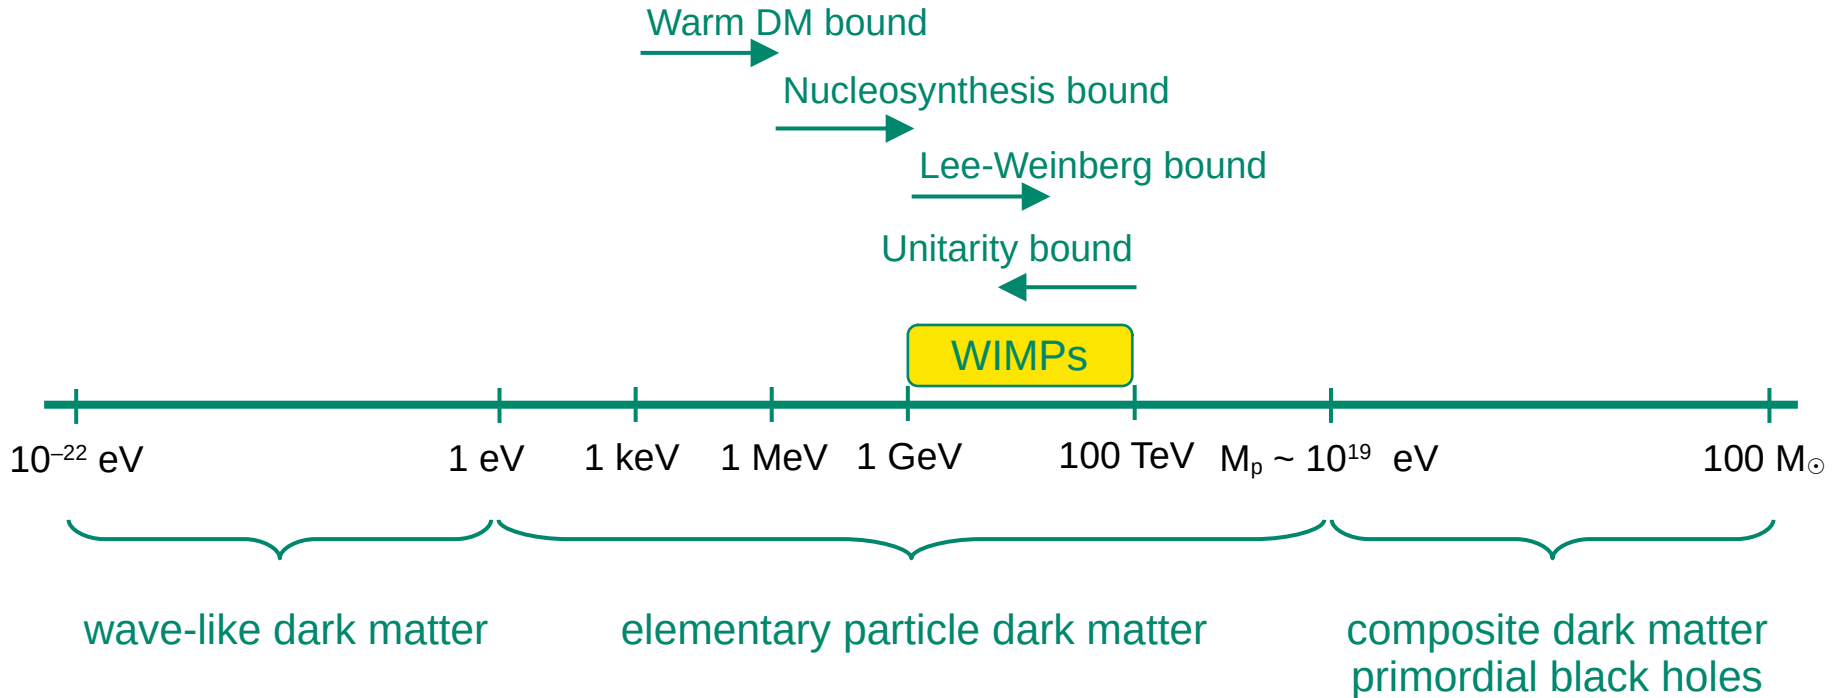 Warm DM bound
Nucleosynthesis bound
Lee-Weinberg bound
Unitarity bound
WIMPs
10⁻²² eV
1 eV
1 keV
1 MeV
1 GeV
100 TeV
Mₚ ~ 10¹⁹ eV
100 M☉
wave-like dark matter
elementary particle dark matter
composite dark matter
primordial black holes